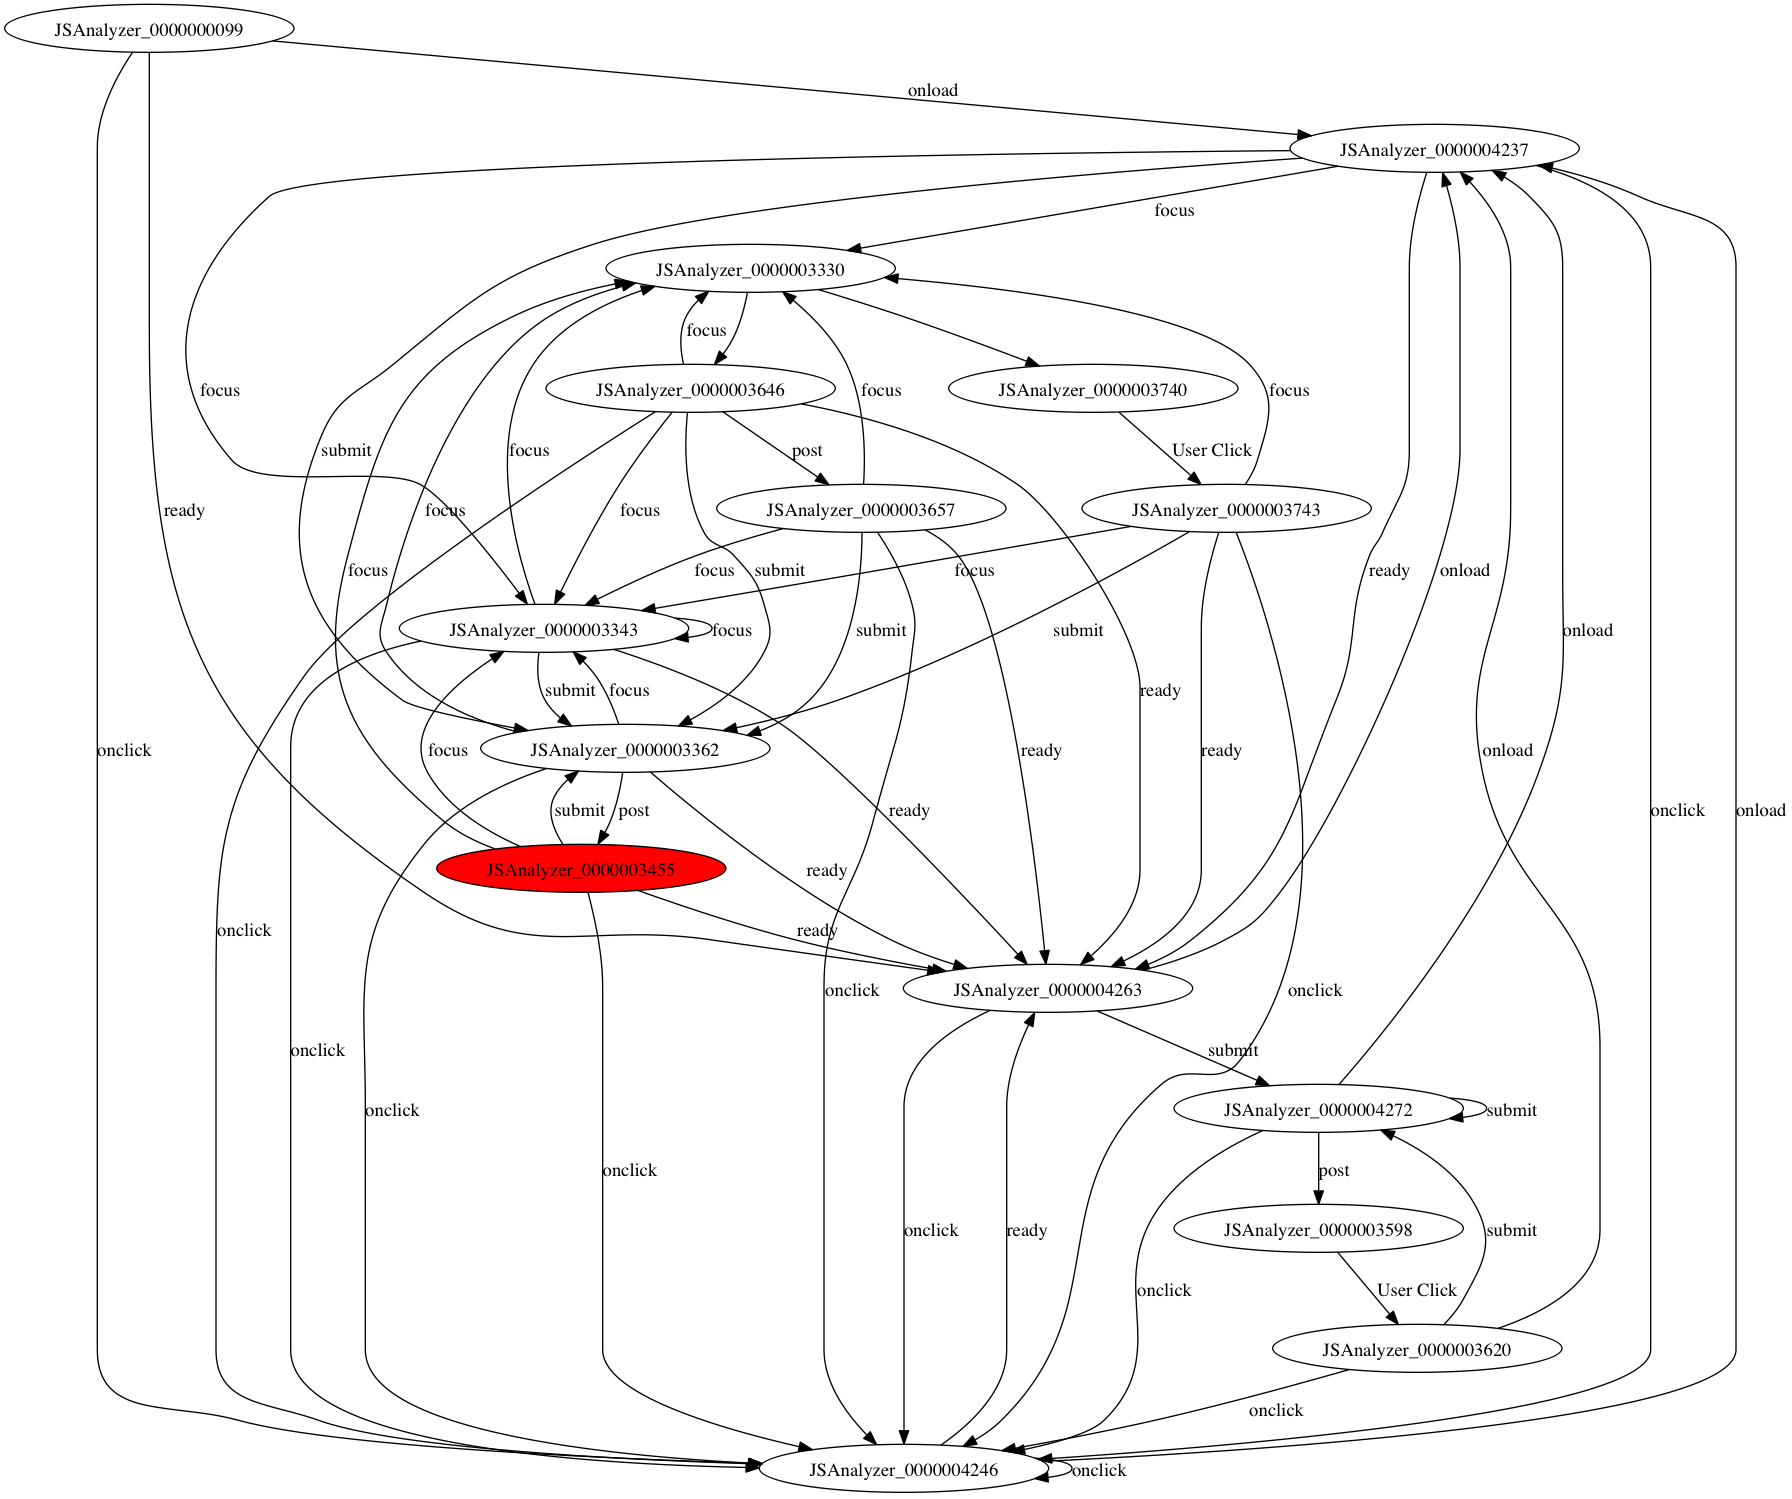 JSAnalyzer_0000000099
onload
JSAnalyzer_0000004237
focus
JSAnalyzer_0000003330
focus
focus
JSAnalyzer_0000003646
JSAnalyzer_0000003740
focus
focus
submit
focus
post
User Click
ready
focus
focus
JSAnalyzer_0000003657
JSAnalyzer_0000003743
focus
focus
submit
focus
ready
onload
JSAnalyzer_0000003343
focus
submit
submit
onload
submit
focus
ready
onclick
focus
JSAnalyzer_0000003362
ready
ready
onload
submit
post
ready
onclick
onload
JSAnalyzer_0000003455
ready
onclick
ready
onclick
JSAnalyzer_0000004263
onclick
onclick
submit
onclick
JSAnalyzer_0000004272
submit
onclick
post
onclick
ready
JSAnalyzer_0000003598
submit
onclick
User Click
JSAnalyzer_0000003620
onclick
JSAnalyzer_0000004246
onclick